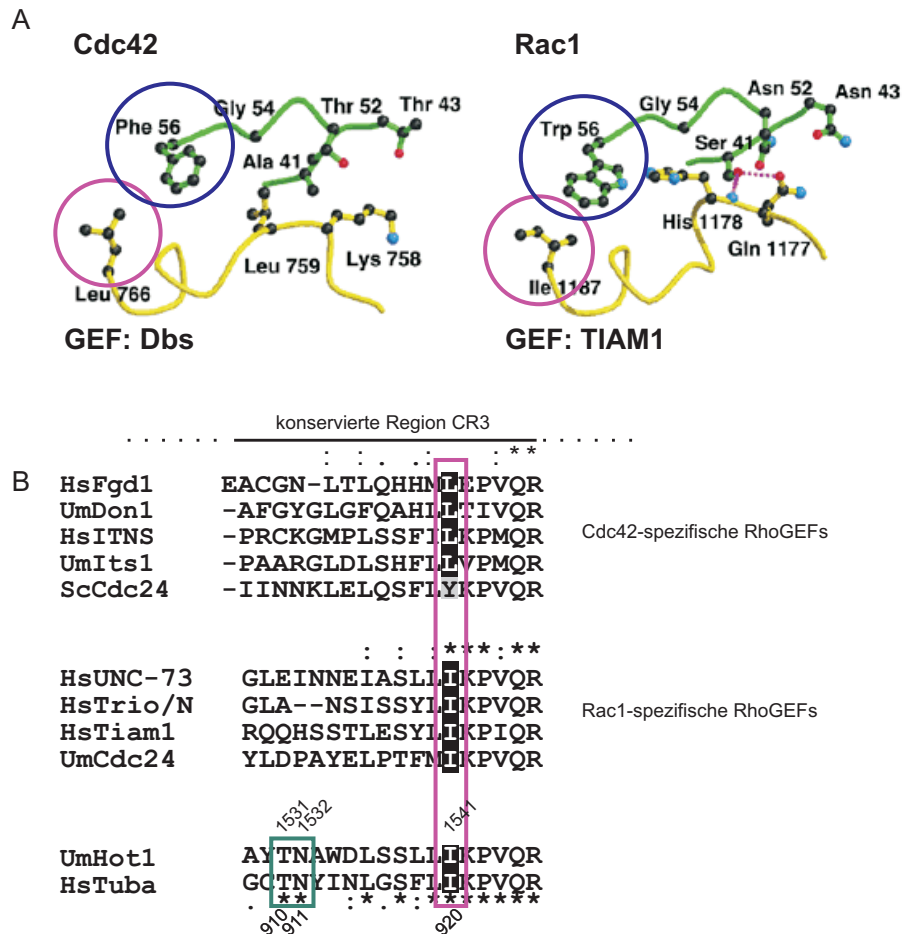 A
Cdc42
Rac1
Phe 56
Gly 54
Thr 52
Thr 43
Ala 41
Leu 766
Leu 759
Lys 758
GEF: Dbs
Trp 56
Gly 54
Asn 52
Asn 43
Ser 41
His 1178
Gln 1177
Ile 1187
GEF: TIAM1
konservierte Region CR3
: : . . : : * *
B
HsFgd1 EACGN-LTLQHHMLEPVQR
UmDon1 -AFGYGLGFQAHLLTIVQR
HsITNS -PRCKGMPLSSFILKPMQR
UmIts1 -PAARGLDLSHFLLVPMQR
ScCdc24 -IINNKLELQSFLYKPVQR
Cdc42-spezifische RhoGEFs
: : :***:**
HsUNC-73 GLEINNEIASLLIKPVQR
HsTrio/N GLA--NSISSYLIKPVQR
HsTiam1 RQQHSSTLESYLIKPIQR
UmCdc24 YLDPAYELPTFMIKPVQR
Rac1-spezifische RhoGEFs
1531
1532
1541
UmHot1 AYTNAWDLSSLLIKPVQR
HsTuba GCTNYINLGSFLIKPVQR
. ** :* *:*******
910
911
920